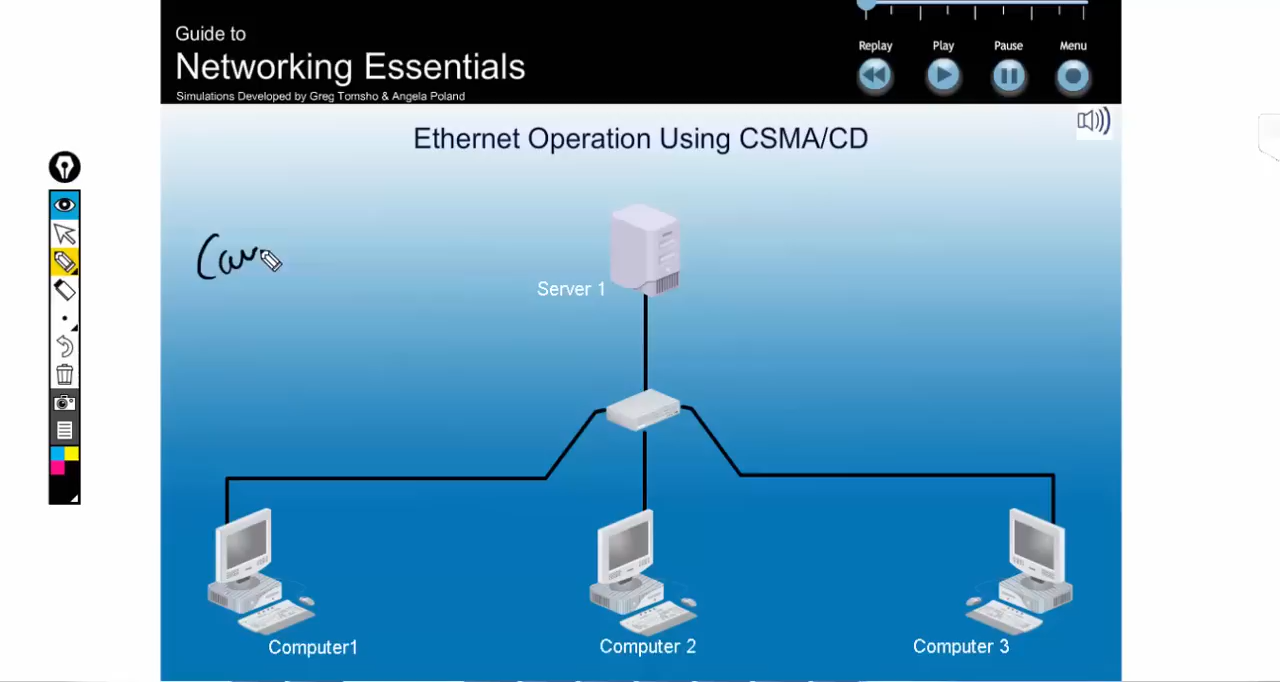 Guide to
Networking Essentials
Simulations Developed by Greg Tomsho & Angela Poland
Replay Play Pause Menu
Ethernet Operation Using CSMA/CD
Server 1
Computer1
Computer 2
Computer 3